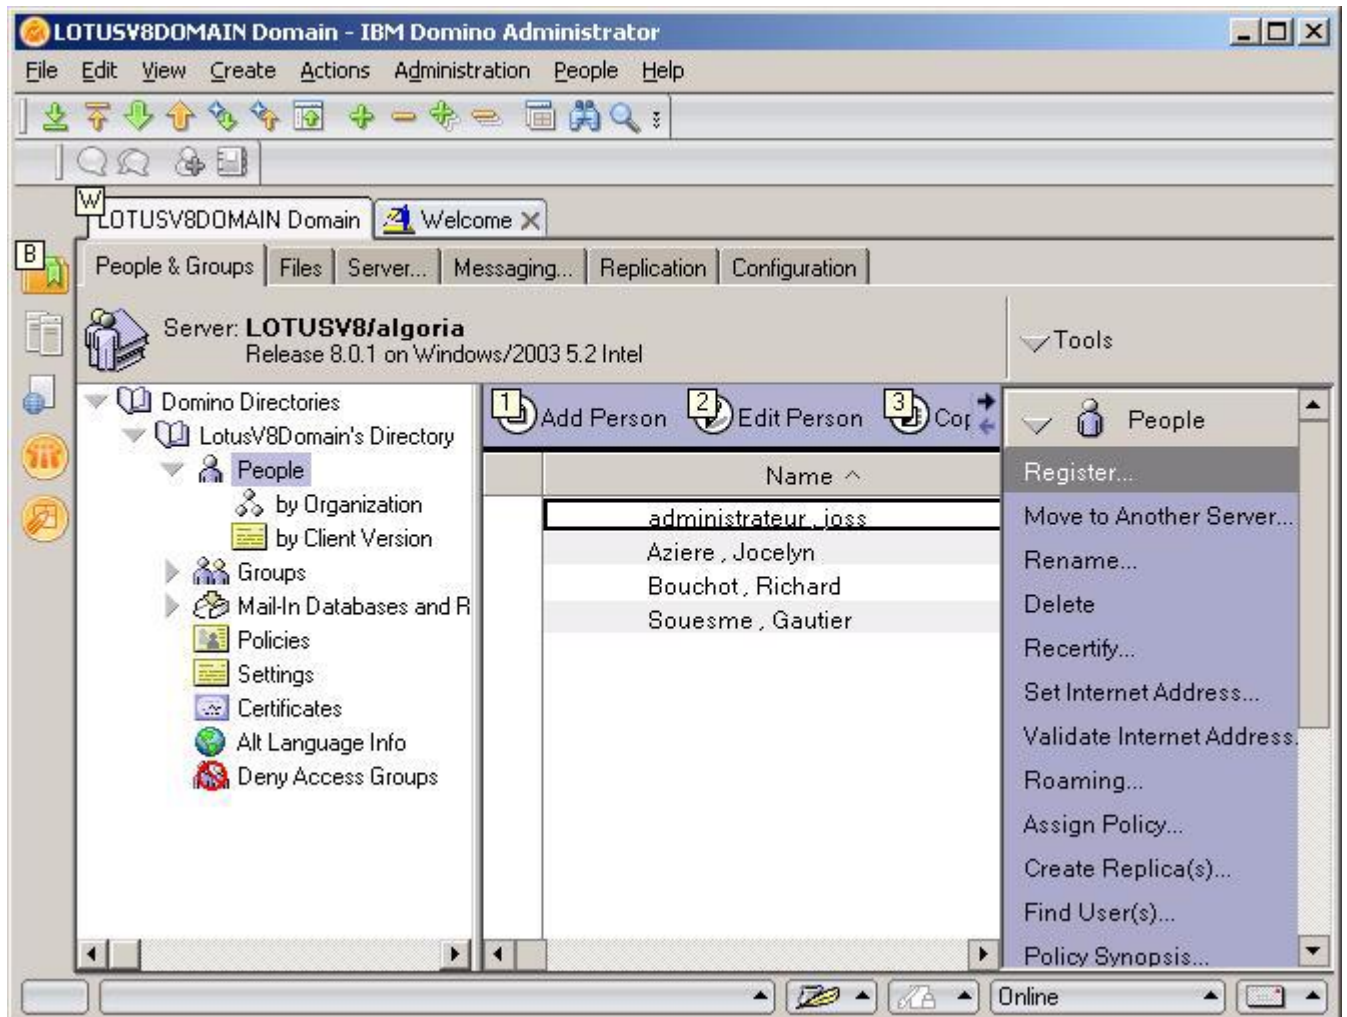 LOTUSV8DOMAIN Domain - IBM Domino Administrator
File Edit View Create Actions Administration People Help
W
LOTUSV8DOMAIN Domain Welcome
B
People & Groups Files Server... Messaging... Replication Configuration
Server: LOTUSV8/algoria
Release 8.0.1 on Windows/2003 5.2 Intel
Tools
Domino Directories
LotusV8Domain's Directory
People
by Organization
by Client Version
Groups
Mail-In Databases and R
Policies
Settings
Certificates
Alt Language Info
Deny Access Groups
1 Add Person 2 Edit Person 3 Cop
Name
administrateur , joss
Aziere , Jocelyn
Bouchot , Richard
Souesme , Gautier
People
Register...
Move to Another Server...
Rename...
Delete
Recertify...
Set Internet Address...
Validate Internet Address.
Roaming...
Assign Policy...
Create Replica(s)...
Find User(s)...
Policy Synopsis...
Online